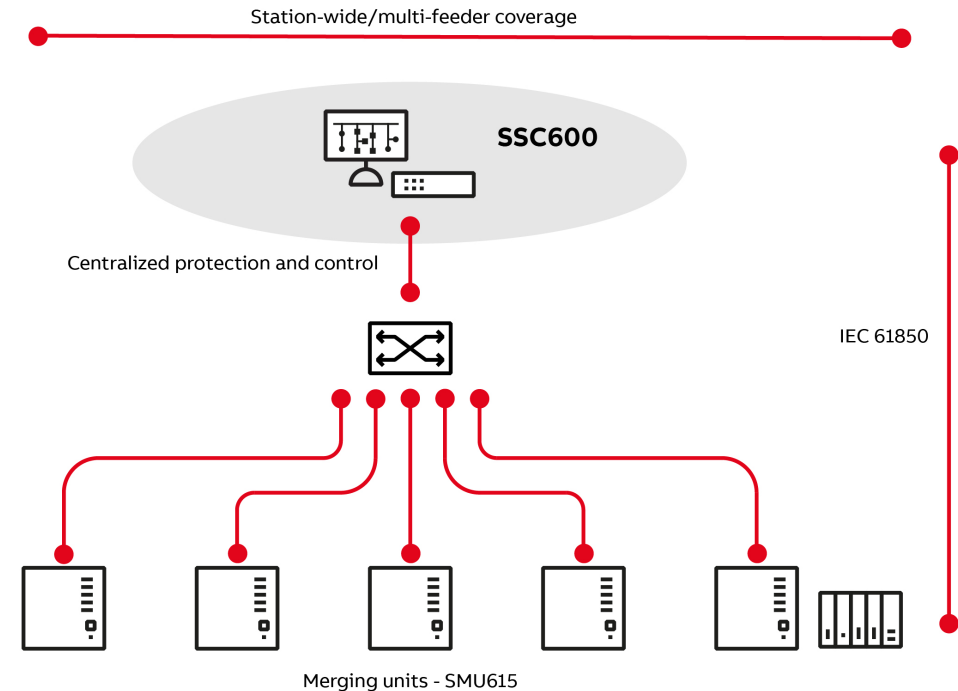 Station-wide/multi-feeder coverage
SSC600
Centralized protection and control
IEC 61850
Merging units - SMU615